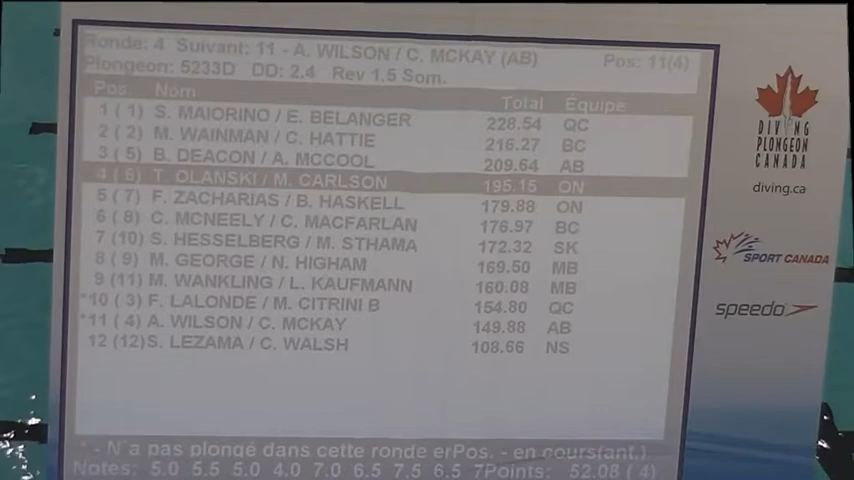 Ronde: 4 Suivant: 11 - A. WILSON / C. MCKAY (AB) Pos: 11(4)
Plongeon: 5233D DD: 2.4 Rev 1.5 Som.
Pos. Nom Total Équipe
1 ( 1) S. MAIORINO / E. BELANGER 228.54 QC
2 ( 2) M. WAINMAN / C. HATTIE 216.27 BC
3 ( 5) B. DEACON / A. MCCOOL 209.64 AB
4 ( 6) T. OLANSKI / M. CARLSON 195.15 ON
5 ( 7) F. ZACHARIAS / B. HASKELL 179.88 ON
6 ( 8) C. MCNEELY / C. MACFARLAN 176.97 BC
7 (10) S. HESSELBERG / M. STHAMA 172.32 SK
8 ( 9) M. GEORGE / N. HIGHAM 169.50 MB
9 (11) M. WANKLING / L. KAUFMANN 160.08 MB
*10 ( 3) F. LALONDE / M. CITRINI B 154.80 QC
*11 ( 4) A. WILSON / C. MCKAY 149.88 AB
12 (12) S. LEZAMA / C. WALSH 108.66 NS
* - N'a pas plongé dans cette ronde erPos. - en cours(ant.)
Notes: 5.0 5.5 5.0 4.0 7.0 6.5 7.5 6.5 7Points: 52.08 ( 4)
DIVING
PLONGEON
CANADA
diving.ca
SPORT CANADA
speedo